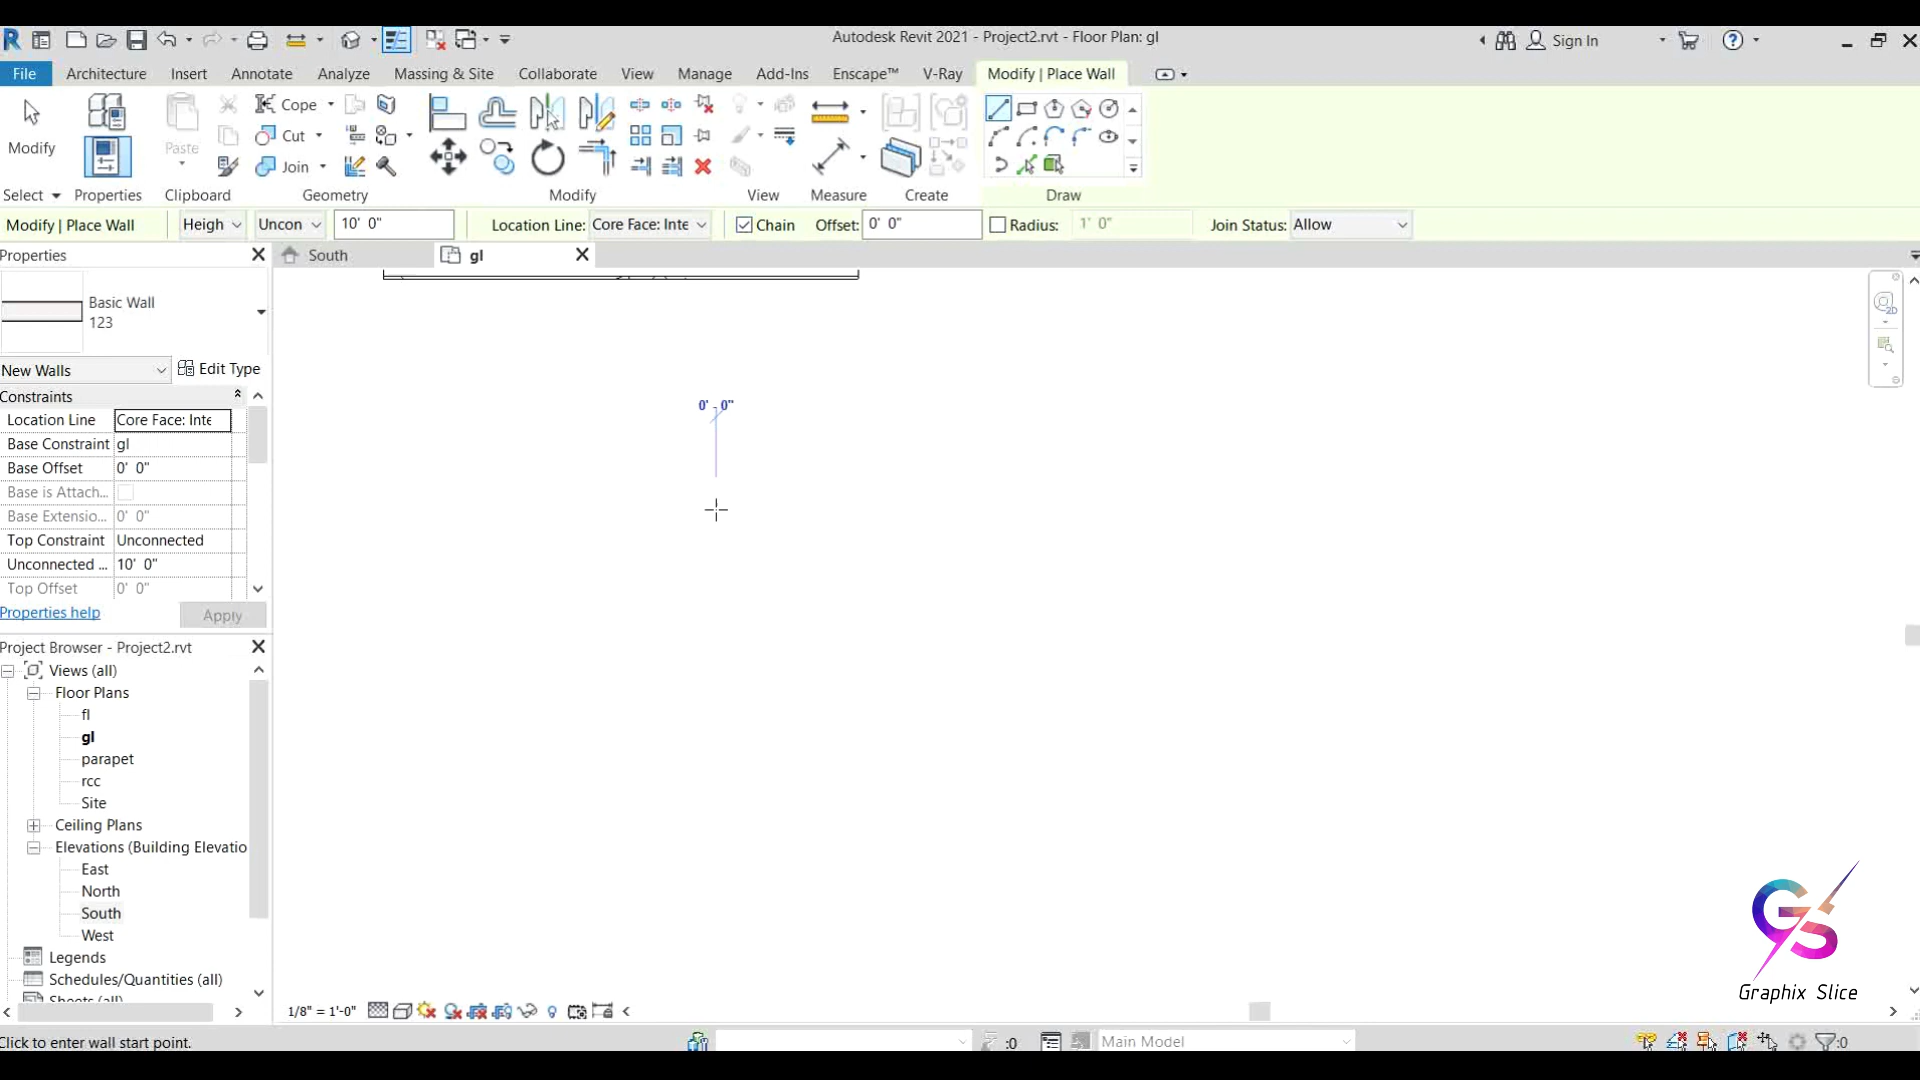 Autodesk Revit 2021 - Project2.rvt - Floor Plan: gl
Sign In
File
Architecture
Insert
Annotate
Analyze
Massing & Site
Collaborate
View
Manage
Add-Ins
Enscape™
V-Ray
Modify | Place Wall
Modify
Paste
Cope
Cut
Join
Select
Properties
Clipboard
Geometry
Modify
View
Measure
Create
Draw
Modify | Place Wall
Heigh
Uncon
10' 0"
Location Line:
Core Face: Inte
Chain
Offset:
0' 0"
Radius:
1' 0"
Join Status:
Allow
Properties
South
gl
Basic Wall
123
New Walls
Edit Type
Constraints
Location Line
Core Face: Inte
Base Constraint
gl
Base Offset
0' 0"
Base is Attach...
Base Extensio...
0' 0"
Top Constraint
Unconnected
Unconnected ...
10' 0"
Top Offset
0' 0"
Properties help
Apply
0' - 0"
Project Browser - Project2.rvt
Views (all)
Floor Plans
fl
gl
parapet
rcc
Site
Ceiling Plans
Elevations (Building Elevatio
East
North
South
West
Legends
Schedules/Quantities (all)
Sheets (all)
2D
GS
Graphix Slice
1/8" = 1'-0"
Click to enter wall start point.
:0
Main Model
:0